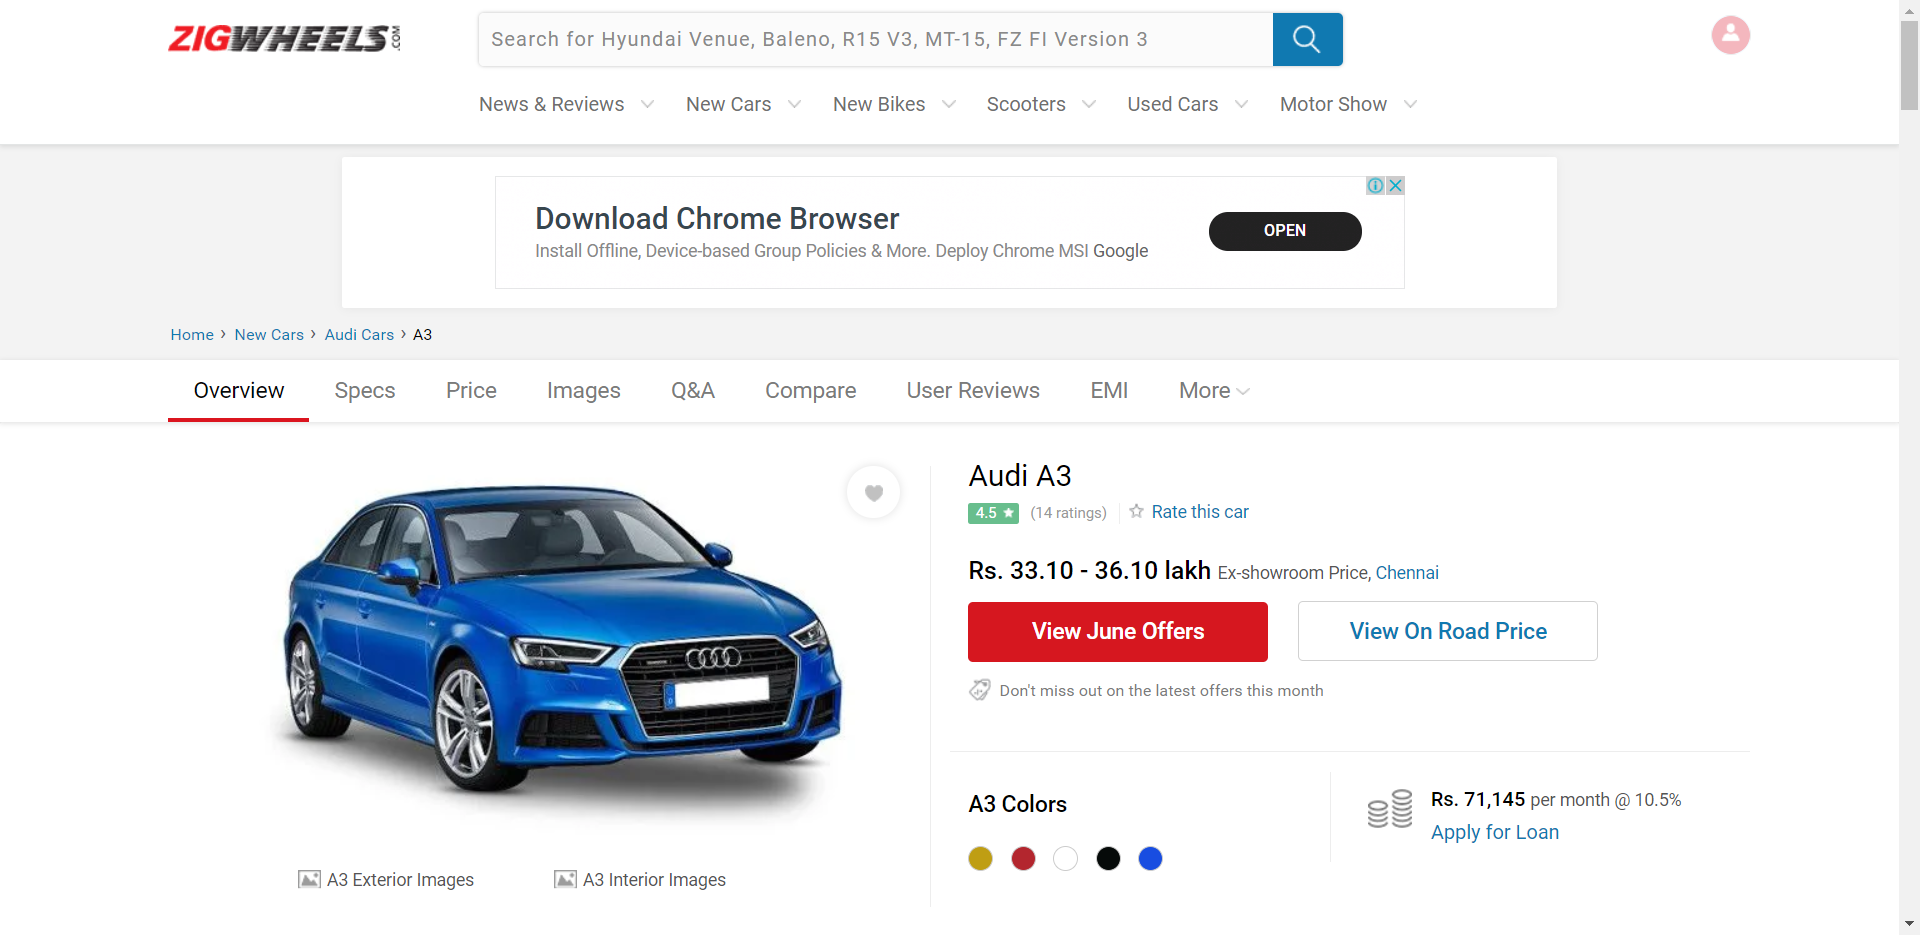 ZIGWHEELS.COM
Search for Hyundai Venue, Baleno, R15 V3, MT-15, FZ FI Version 3
News & Reviews New Cars New Bikes Scooters Used Cars Motor Show
Download Chrome Browser
Install Offline, Device-based Group Policies & More. Deploy Chrome MSI Google
OPEN
Home › New Cars › Audi Cars › A3
Overview Specs Price Images Q&A Compare User Reviews EMI More
Audi A3
4.5 ★ (14 ratings) Rate this car
Rs. 33.10 - 36.10 lakh Ex-showroom Price, Chennai
View June Offers View On Road Price
Don't miss out on the latest offers this month
A3 Colors
Rs. 71,145 per month @ 10.5%
Apply for Loan
A3 Exterior Images A3 Interior Images